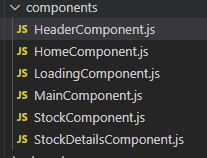 components
JS HeaderComponent.js
JS HomeComponent.js
JS LoadingComponent.js
JS MainComponent.js
JS StockComponent.js
JS StockDetailsComponent.js